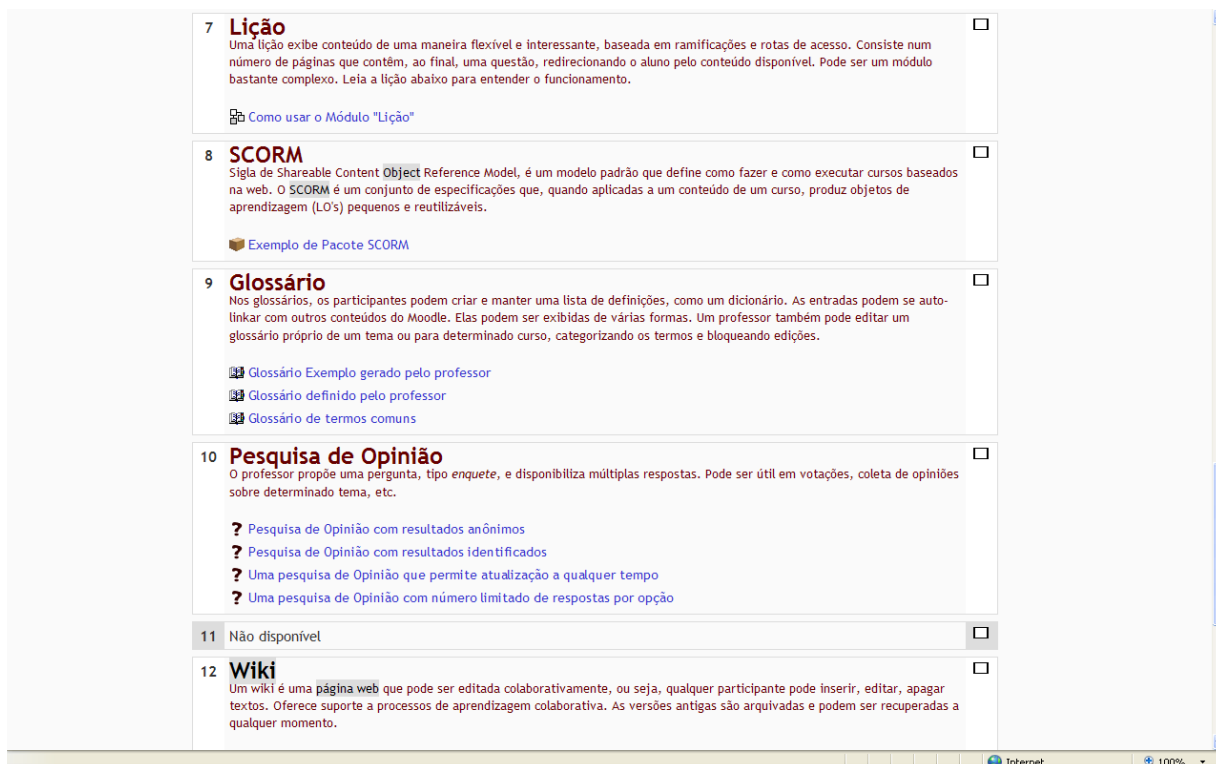 7 Lição
Uma lição exibe conteúdo de uma maneira flexível e interessante, baseada em ramificações e rotas de acesso. Consiste num
número de páginas que contêm, ao final, uma questão, redirecionando o aluno pelo conteúdo disponível. Pode ser um módulo
bastante complexo. Leia a lição abaixo para entender o funcionamento.
Como usar o Módulo "Lição"
8 SCORM
Sigla de Shareable Content Object Reference Model, é um modelo padrão que define como fazer e como executar cursos baseados
na web. O SCORM é um conjunto de especificações que, quando aplicadas a um conteúdo de um curso, produz objetos de
aprendizagem (LO's) pequenos e reutilizáveis.
Exemplo de Pacote SCORM
9 Glossário
Nos glossários, os participantes podem criar e manter uma lista de definições, como um dicionário. As entradas podem se auto-
linkar com outros conteúdos do Moodle. Elas podem ser exibidas de várias formas. Um professor também pode editar um
glossário próprio de um tema ou para determinado curso, categorizando os termos e bloqueando edições.
Glossário Exemplo gerado pelo professor
Glossário definido pelo professor
Glossário de termos comuns
10 Pesquisa de Opinião
O professor propõe uma pergunta, tipo enquete, e disponibiliza múltiplas respostas. Pode ser útil em votações, coleta de opiniões
sobre determinado tema, etc.
? Pesquisa de Opinião com resultados anônimos
? Pesquisa de Opinião com resultados identificados
? Uma pesquisa de Opinião que permite atualização a qualquer tempo
? Uma pesquisa de Opinião com número limitado de respostas por opção
11 Não disponível
12 Wiki
Um wiki é uma página web que pode ser editada colaborativamente, ou seja, qualquer participante pode inserir, editar, apagar
textos. Oferece suporte a processos de aprendizagem colaborativa. As versões antigas são arquivadas e podem ser recuperadas a
qualquer momento.
Internet 100%